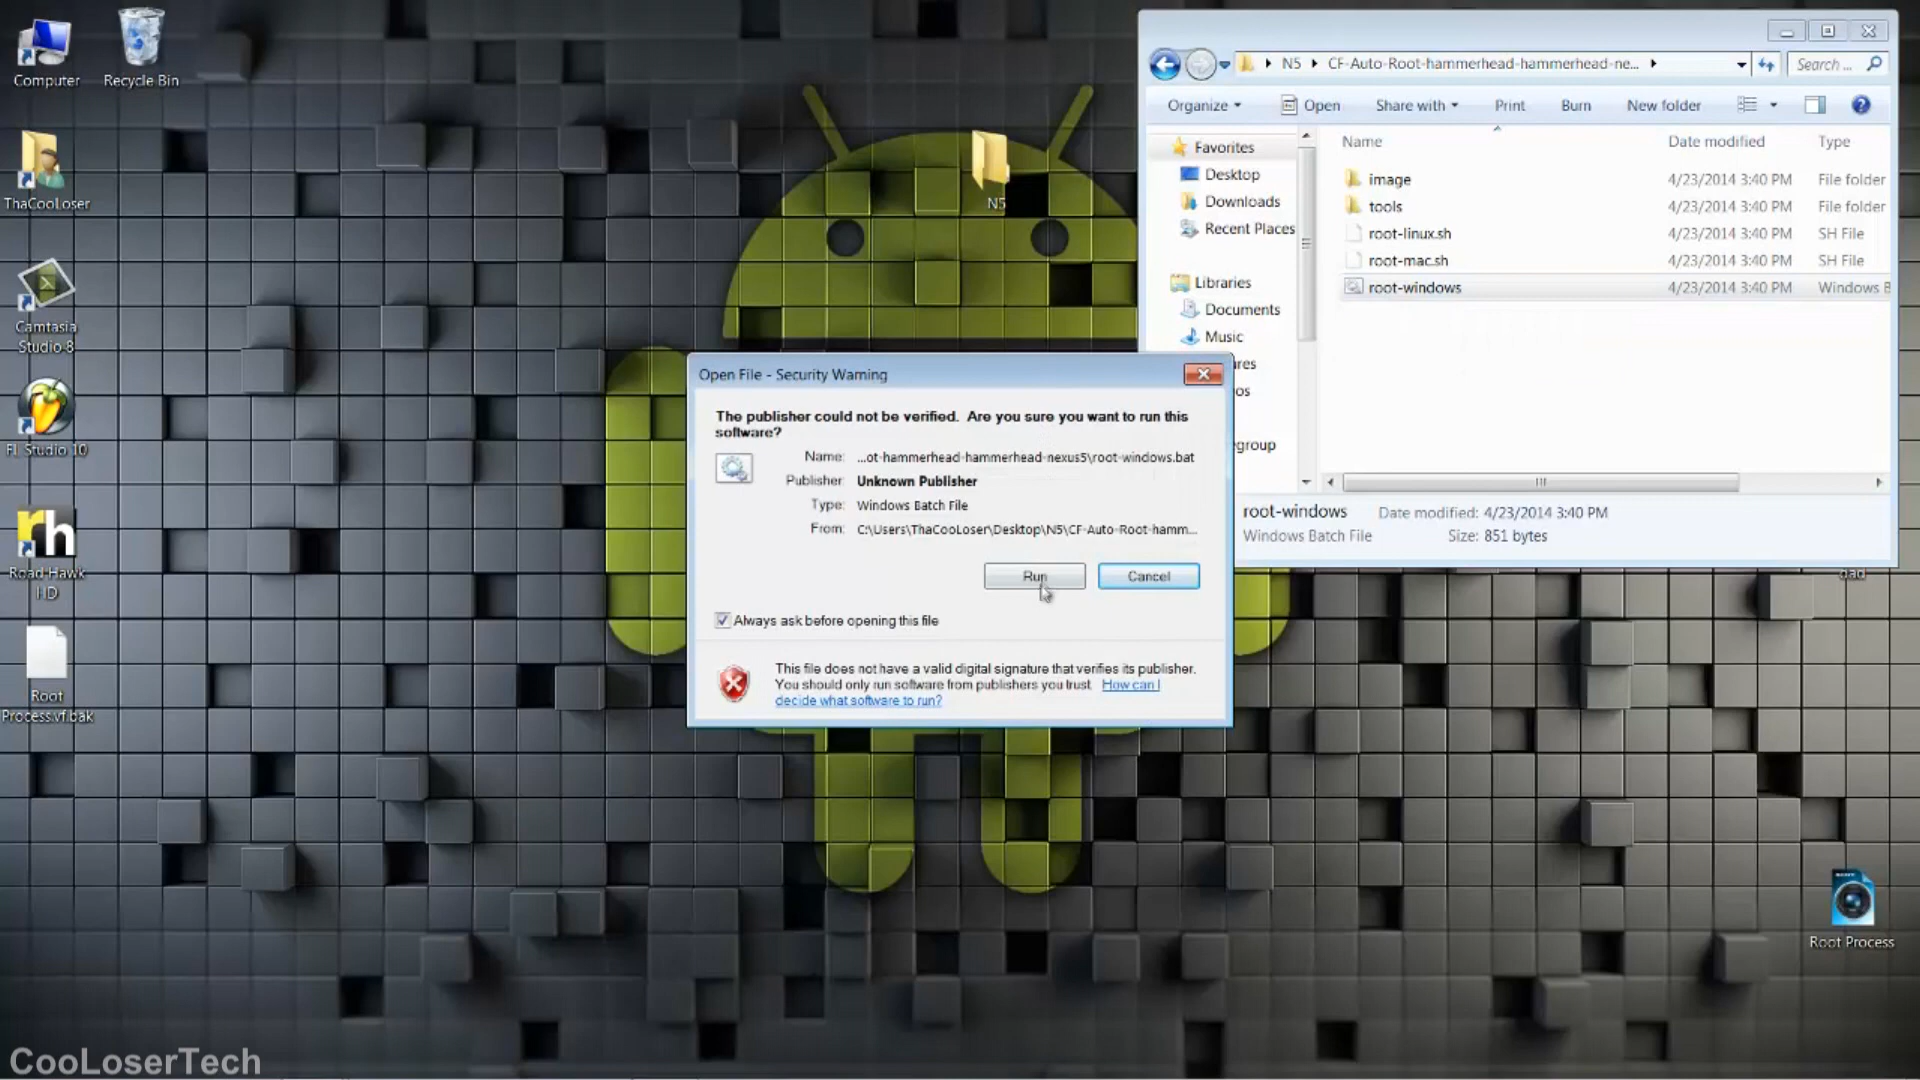 Computer
Recycle Bin
ThaCooLoser
Camtasia
Studio 8
FL Studio 10
rh
Road Hawk
HD
Root
Process.vf.bak
N5
N5
CF-Auto-Root-hammerhead-hammerhead-ne...
Search ...
Organize
Open
Share with
Print
Burn
New folder
Name
Date modified
Type
Favorites
Desktop
Downloads
Recent Places
Libraries
Documents
Music
ures
os
egroup
image 4/23/2014 3:40 PM File folder
tools 4/23/2014 3:40 PM File folder
root-linux.sh 4/23/2014 3:40 PM SH File
root-mac.sh 4/23/2014 3:40 PM SH File
root-windows 4/23/2014 3:40 PM Windows B
root-windows Date modified: 4/23/2014 3:40 PM
Windows Batch File Size: 851 bytes
Open File - Security Warning
The publisher could not be verified. Are you sure you want to run this
software?
Name: ...ot-hammerhead-hammerhead-nexus5\root-windows.bat
Publisher: Unknown Publisher
Type: Windows Batch File
From: C:\Users\ThaCooLoser\Desktop\N5\CF-Auto-Root-hamm...
Run
Cancel
Always ask before opening this file
This file does not have a valid digital signature that verifies its publisher.
You should only run software from publishers you trust. How can I
decide what software to run?
SONY
Root Process
CooLoserTech